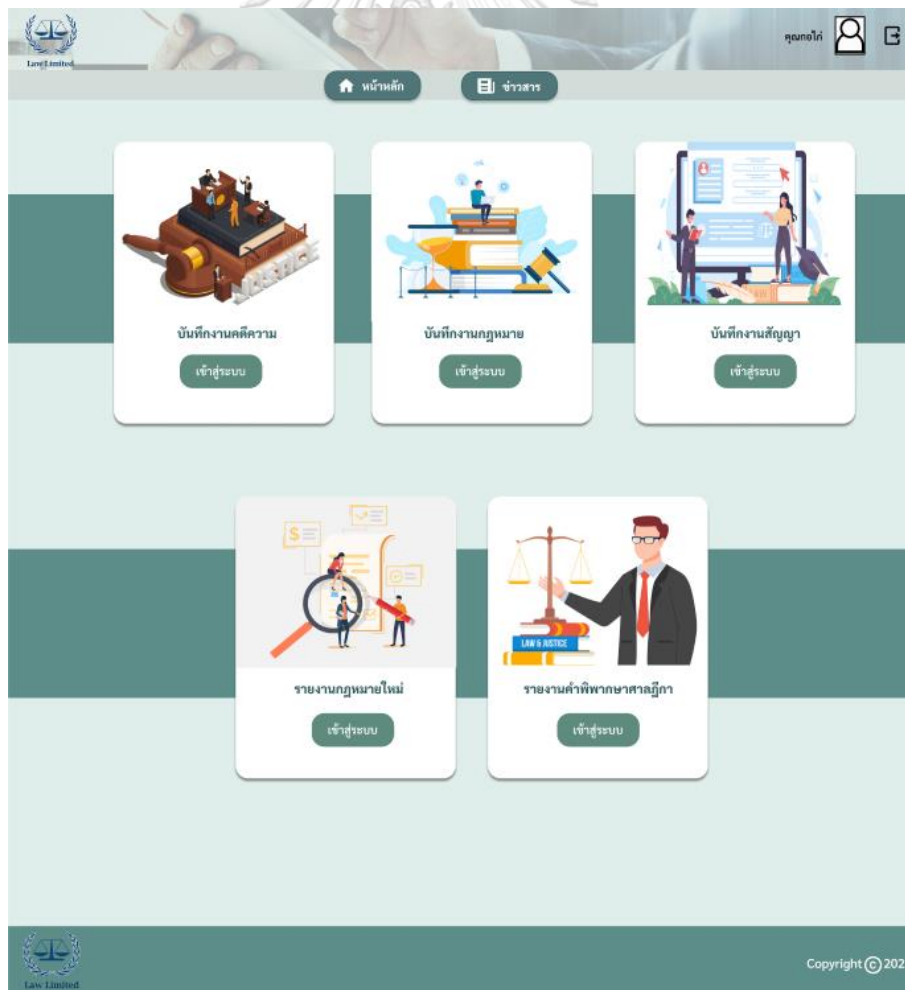 Law Limited
คุณกอไก่
หน้าหลัก
ข่าวสาร
JUSTICE
บันทึกงานคดีความ
บันทึกงานกฎหมาย
บันทึกงานสัญญา
เข้าสู่ระบบ
เข้าสู่ระบบ
เข้าสู่ระบบ
$
LAW & JUSTICE
รายงานกฎหมายใหม่
รายงานคำพิพากษาศาลฎีกา
เข้าสู่ระบบ
เข้าสู่ระบบ
Law Limited
Copyright © 202